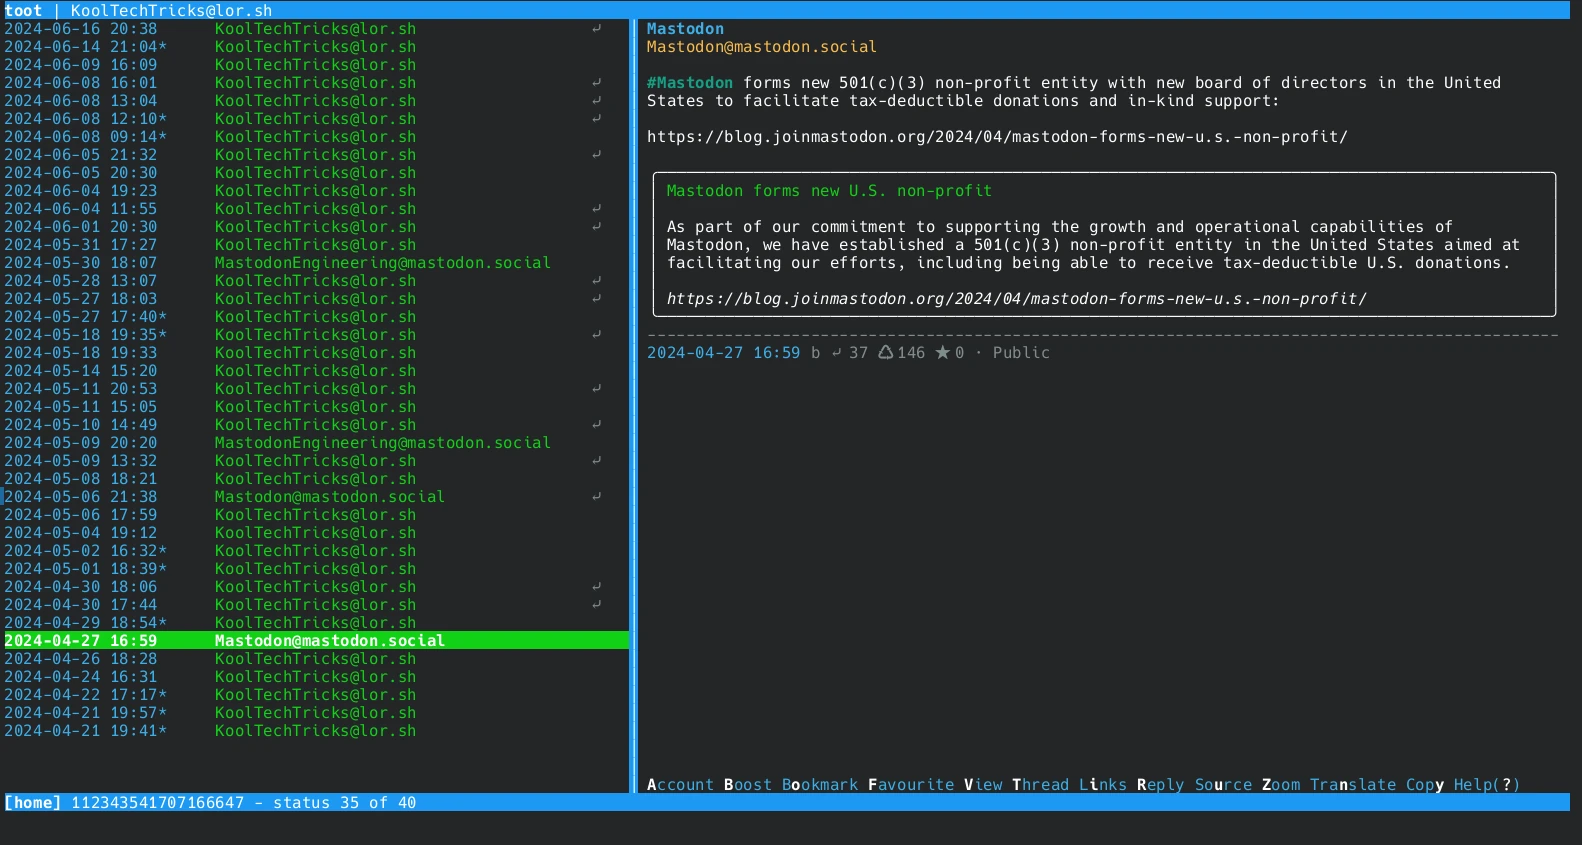 toot | KoolTechTricks@lor.sh
2024-06-16 20:38 KoolTechTricks@lor.sh ⤶
2024-06-14 21:04* KoolTechTricks@lor.sh
2024-06-09 16:09 KoolTechTricks@lor.sh
2024-06-08 16:01 KoolTechTricks@lor.sh ⤶
2024-06-08 13:04 KoolTechTricks@lor.sh ⤶
2024-06-08 12:10* KoolTechTricks@lor.sh ⤶
2024-06-08 09:14* KoolTechTricks@lor.sh
2024-06-05 21:32 KoolTechTricks@lor.sh ⤶
2024-06-05 20:30 KoolTechTricks@lor.sh
2024-06-04 19:23 KoolTechTricks@lor.sh
2024-06-04 11:55 KoolTechTricks@lor.sh ⤶
2024-06-01 20:30 KoolTechTricks@lor.sh ⤶
2024-05-31 17:27 KoolTechTricks@lor.sh
2024-05-30 18:07 MastodonEngineering@mastodon.social
2024-05-28 13:07 KoolTechTricks@lor.sh ⤶
2024-05-27 18:03 KoolTechTricks@lor.sh ⤶
2024-05-27 17:40* KoolTechTricks@lor.sh
2024-05-18 19:35* KoolTechTricks@lor.sh ⤶
2024-05-18 19:33 KoolTechTricks@lor.sh
2024-05-14 15:20 KoolTechTricks@lor.sh
2024-05-11 20:53 KoolTechTricks@lor.sh ⤶
2024-05-11 15:05 KoolTechTricks@lor.sh
2024-05-10 14:49 KoolTechTricks@lor.sh ⤶
2024-05-09 20:20 MastodonEngineering@mastodon.social
2024-05-09 13:32 KoolTechTricks@lor.sh ⤶
2024-05-08 18:21 KoolTechTricks@lor.sh
2024-05-06 21:38 Mastodon@mastodon.social ⤶
2024-05-06 17:59 KoolTechTricks@lor.sh
2024-05-04 19:12 KoolTechTricks@lor.sh
2024-05-02 16:32* KoolTechTricks@lor.sh
2024-05-01 18:39* KoolTechTricks@lor.sh
2024-04-30 18:06 KoolTechTricks@lor.sh ⤶
2024-04-30 17:44 KoolTechTricks@lor.sh ⤶
2024-04-29 18:54* KoolTechTricks@lor.sh
2024-04-27 16:59 Mastodon@mastodon.social
2024-04-26 18:28 KoolTechTricks@lor.sh
2024-04-24 16:31 KoolTechTricks@lor.sh
2024-04-22 17:17* KoolTechTricks@lor.sh
2024-04-21 19:57* KoolTechTricks@lor.sh
2024-04-21 19:41* KoolTechTricks@lor.sh
Mastodon
Mastodon@mastodon.social
#Mastodon forms new 501(c)(3) non-profit entity with new board of directors in the United
States to facilitate tax-deductible donations and in-kind support:
https://blog.joinmastodon.org/2024/04/mastodon-forms-new-u.s.-non-profit/
Mastodon forms new U.S. non-profit
As part of our commitment to supporting the growth and operational capabilities of
Mastodon, we have established a 501(c)(3) non-profit entity in the United States aimed at
facilitating our efforts, including being able to receive tax-deductible U.S. donations.
https://blog.joinmastodon.org/2024/04/mastodon-forms-new-u.s.-non-profit/
2024-04-27 16:59 b ⤶ 37 ♺ 146 ★ 0 · Public
Account Boost Bookmark Favourite View Thread Links Reply Source Zoom Translate Copy Help(?)
[home] 112343541707166647 - status 35 of 40